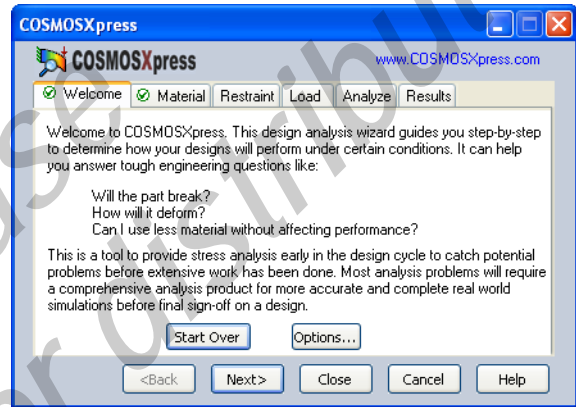 COSMOSXpress
COSMOSXpress www.COSMOSXpress.com
Welcome Material Restraint Load Analyze Results
Welcome to COSMOSXpress. This design analysis wizard guides you step-by-step
to determine how your designs will perform under certain conditions. It can help
you answer tough engineering questions like:
Will the part break?
How will it deform?
Can I use less material without affecting performance?
This is a tool to provide stress analysis early in the design cycle to catch potential
problems before extensive work has been done. Most analysis problems will require
a comprehensive analysis product for more accurate and complete real world
simulations before final sign-off on a design.
Start Over Options...
<Back Next> Close Cancel Help